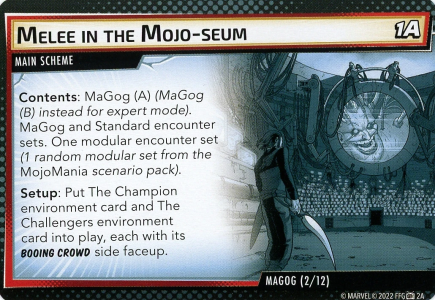 MELEE IN THE MOJO-SEUM
1A
MAIN SCHEME
Contents: MaGog (A) (MaGog
(B) instead for expert mode).
MaGog and Standard encounter
sets. One modular encounter set
(1 random modular set from the
MojoMania scenario pack).
Setup: Put The Champion
environment card and The
Challengers environment
card into play, each with its
BOOING CROWD side faceup.
MAGOG (2/12)
© MARVEL © 2022 FFG 2A